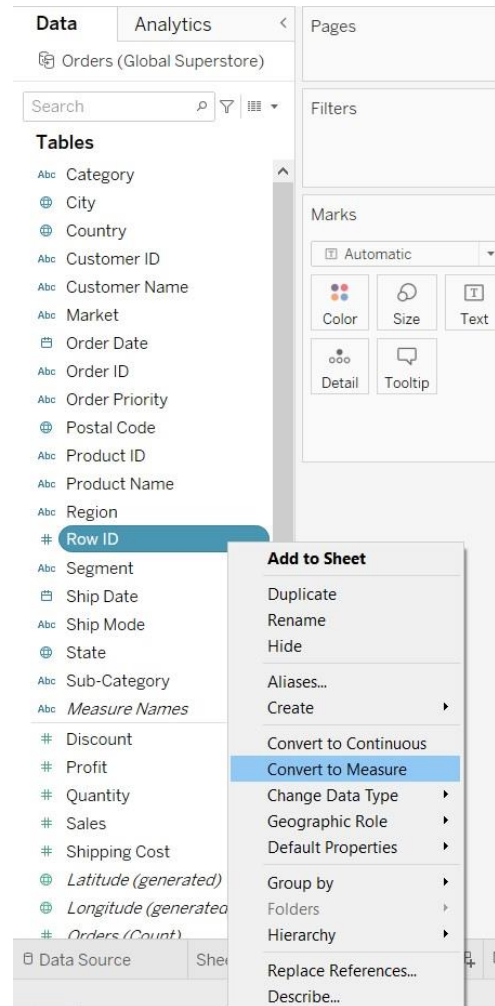 Data Analytics
Orders (Global Superstore)
Search
Tables
Abc Category
City
Country
Abc Customer ID
Abc Customer Name
Abc Market
Order Date
Abc Order ID
Abc Order Priority
Postal Code
Abc Product ID
Abc Product Name
Abc Region
# Row ID
Abc Segment
Ship Date
Abc Ship Mode
State
Abc Sub-Category
Abc Measure Names
# Discount
# Profit
# Quantity
# Sales
# Shipping Cost
Latitude (generated)
Longitude (generated
# Orders (Count)
Data Source
Pages
Filters
Marks
T Automatic
Color Size Text
Detail Tooltip
Add to Sheet
Duplicate
Rename
Hide
Aliases...
Create
Convert to Continuous
Convert to Measure
Change Data Type
Geographic Role
Default Properties
Group by
Folders
Hierarchy
Replace References...
Describe...